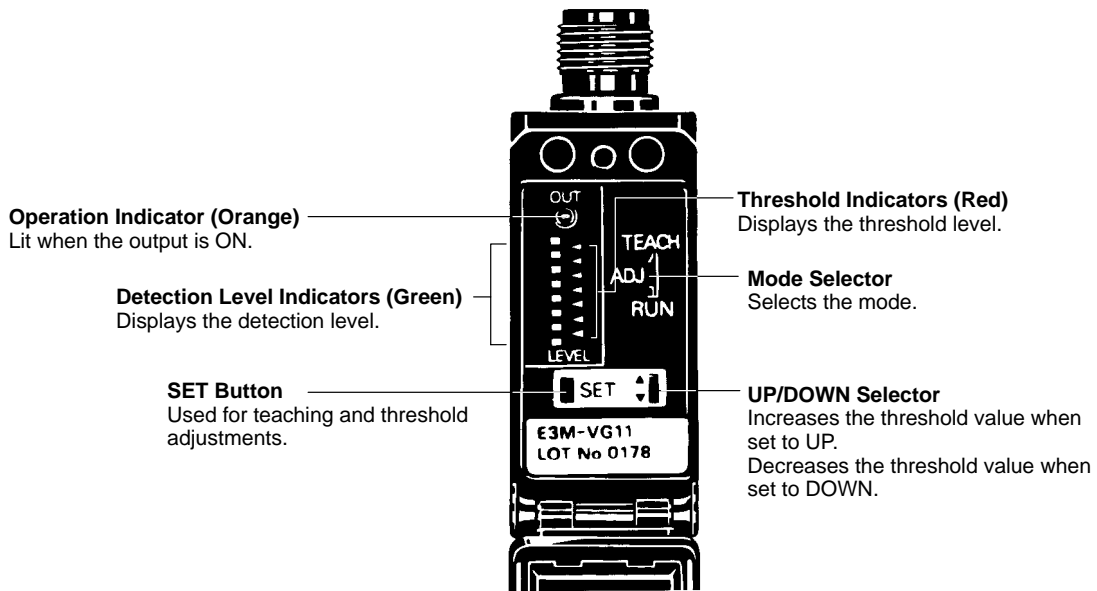 Operation Indicator (Orange)
Lit when the output is ON.
Detection Level Indicators (Green)
Displays the detection level.
SET Button
Used for teaching and threshold
adjustments.
OUT
TEACH
ADJ
RUN
LEVEL
SET
E3M-VG11
LOT No 0178
Threshold Indicators (Red)
Displays the threshold level.
Mode Selector
Selects the mode.
UP/DOWN Selector
Increases the threshold value when
set to UP.
Decreases the threshold value when
set to DOWN.